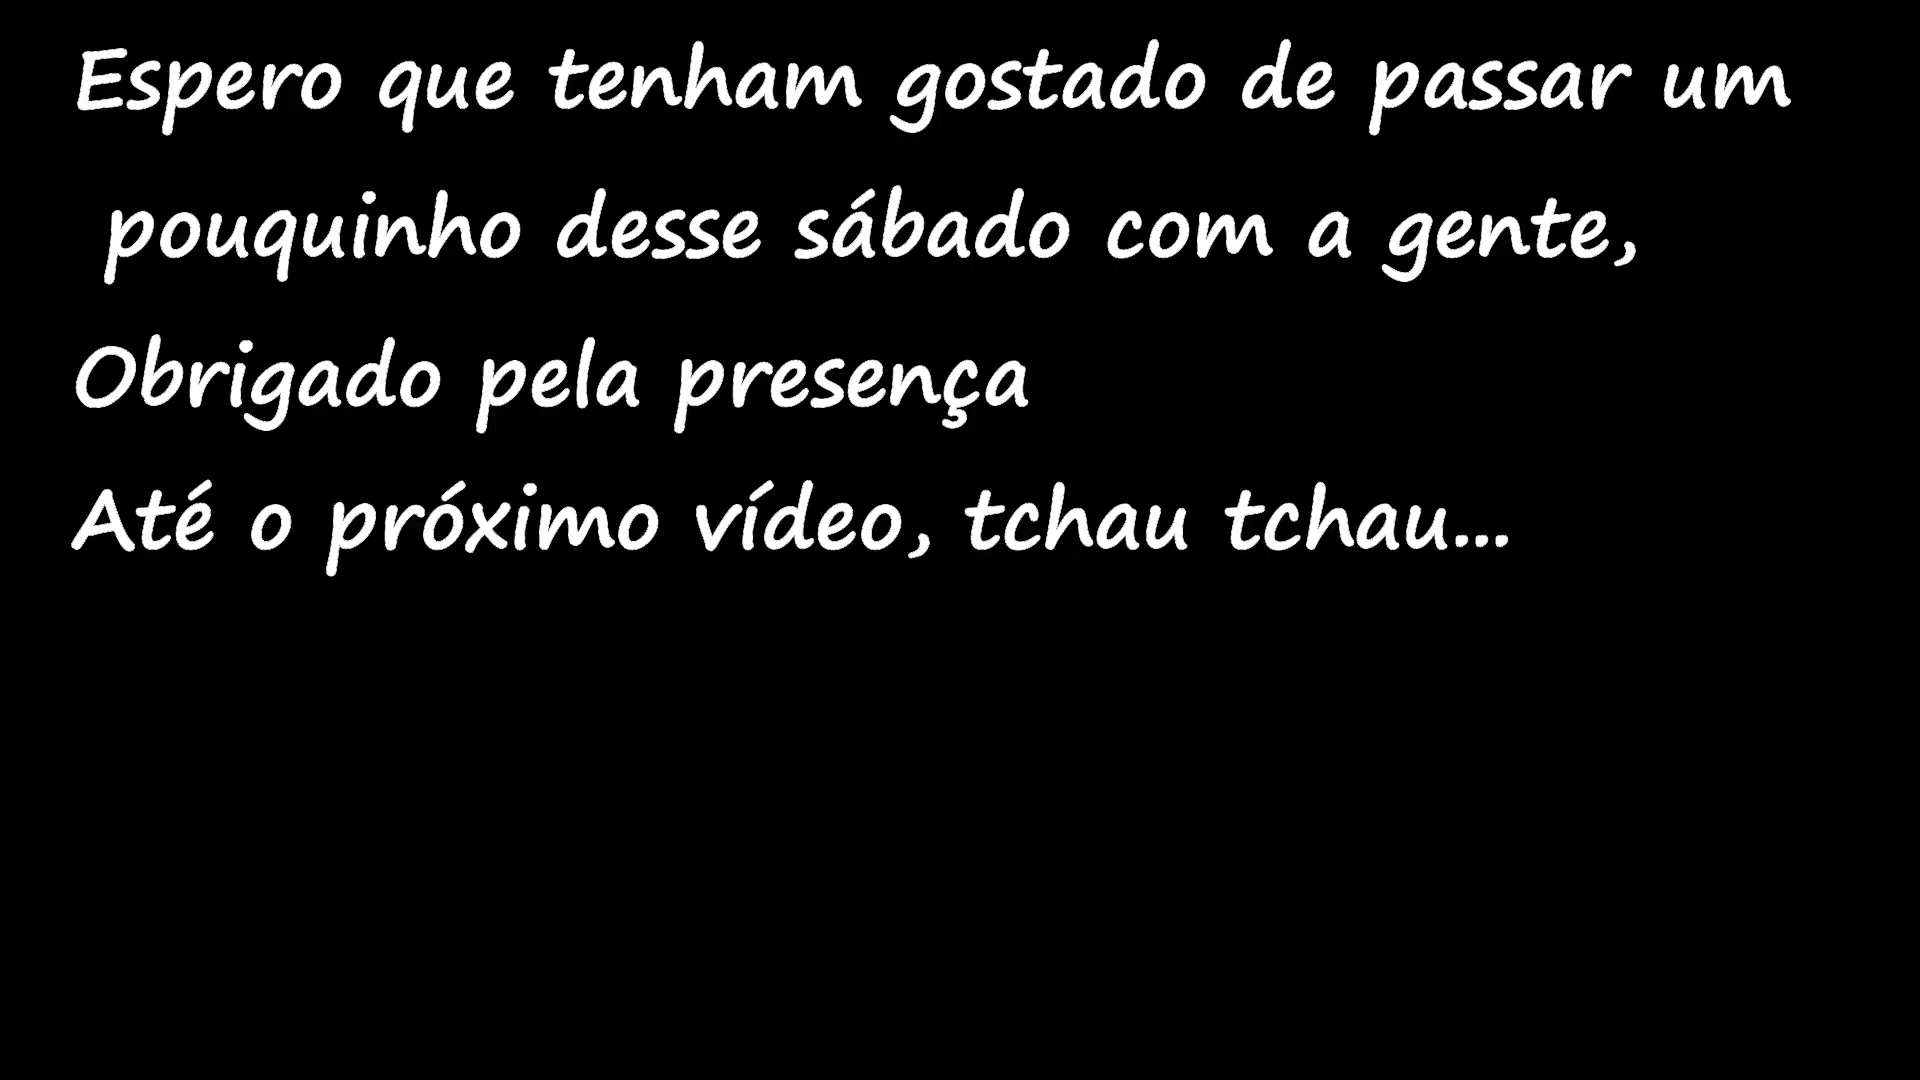 Espero que tenham gostado de passar um
pouquinho desse sábado com a gente,
Obrigado pela presença
Até o próximo vídeo, tchau tchau...